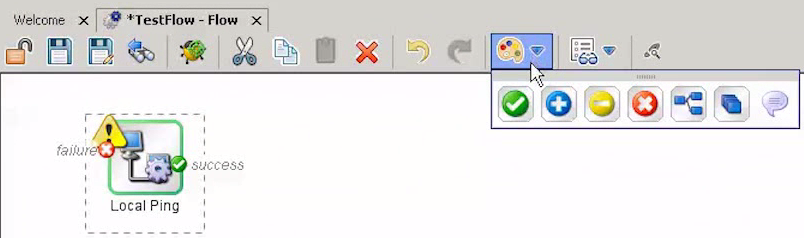 Welcome
*TestFlow - Flow
failure
success
Local Ping